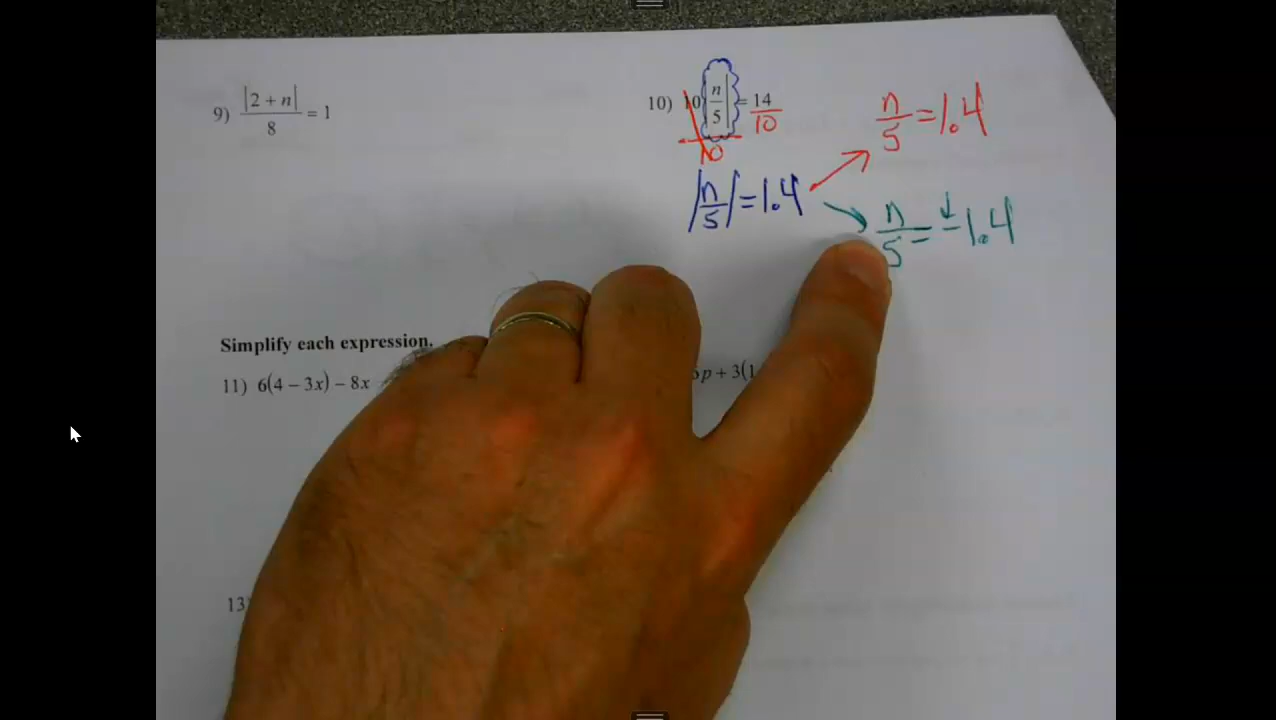 9) |2 + n| / 8 = 1
10) 10 |n/5| = 14
10 10
|n/5| = 1.4
n/5 = 1.4
n/5 = -1.4
Simplify each expression.
11) 6(4 − 3x) − 8x
p + 3(1
13